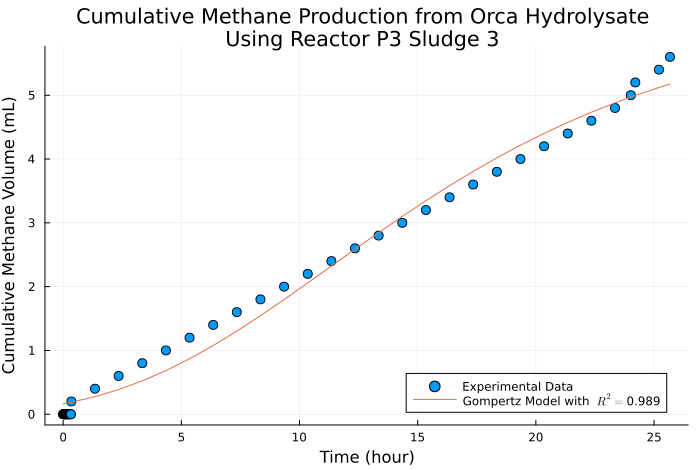 Cumulative Methane Production from Orca Hydrolysate
Using Reactor P3 Sludge 3
Cumulative Methane Volume (mL)
5
4
3
2
1
0
0
5
10
15
20
25
Time (hour)
Experimental Data
Gompertz Model with R² = 0.989